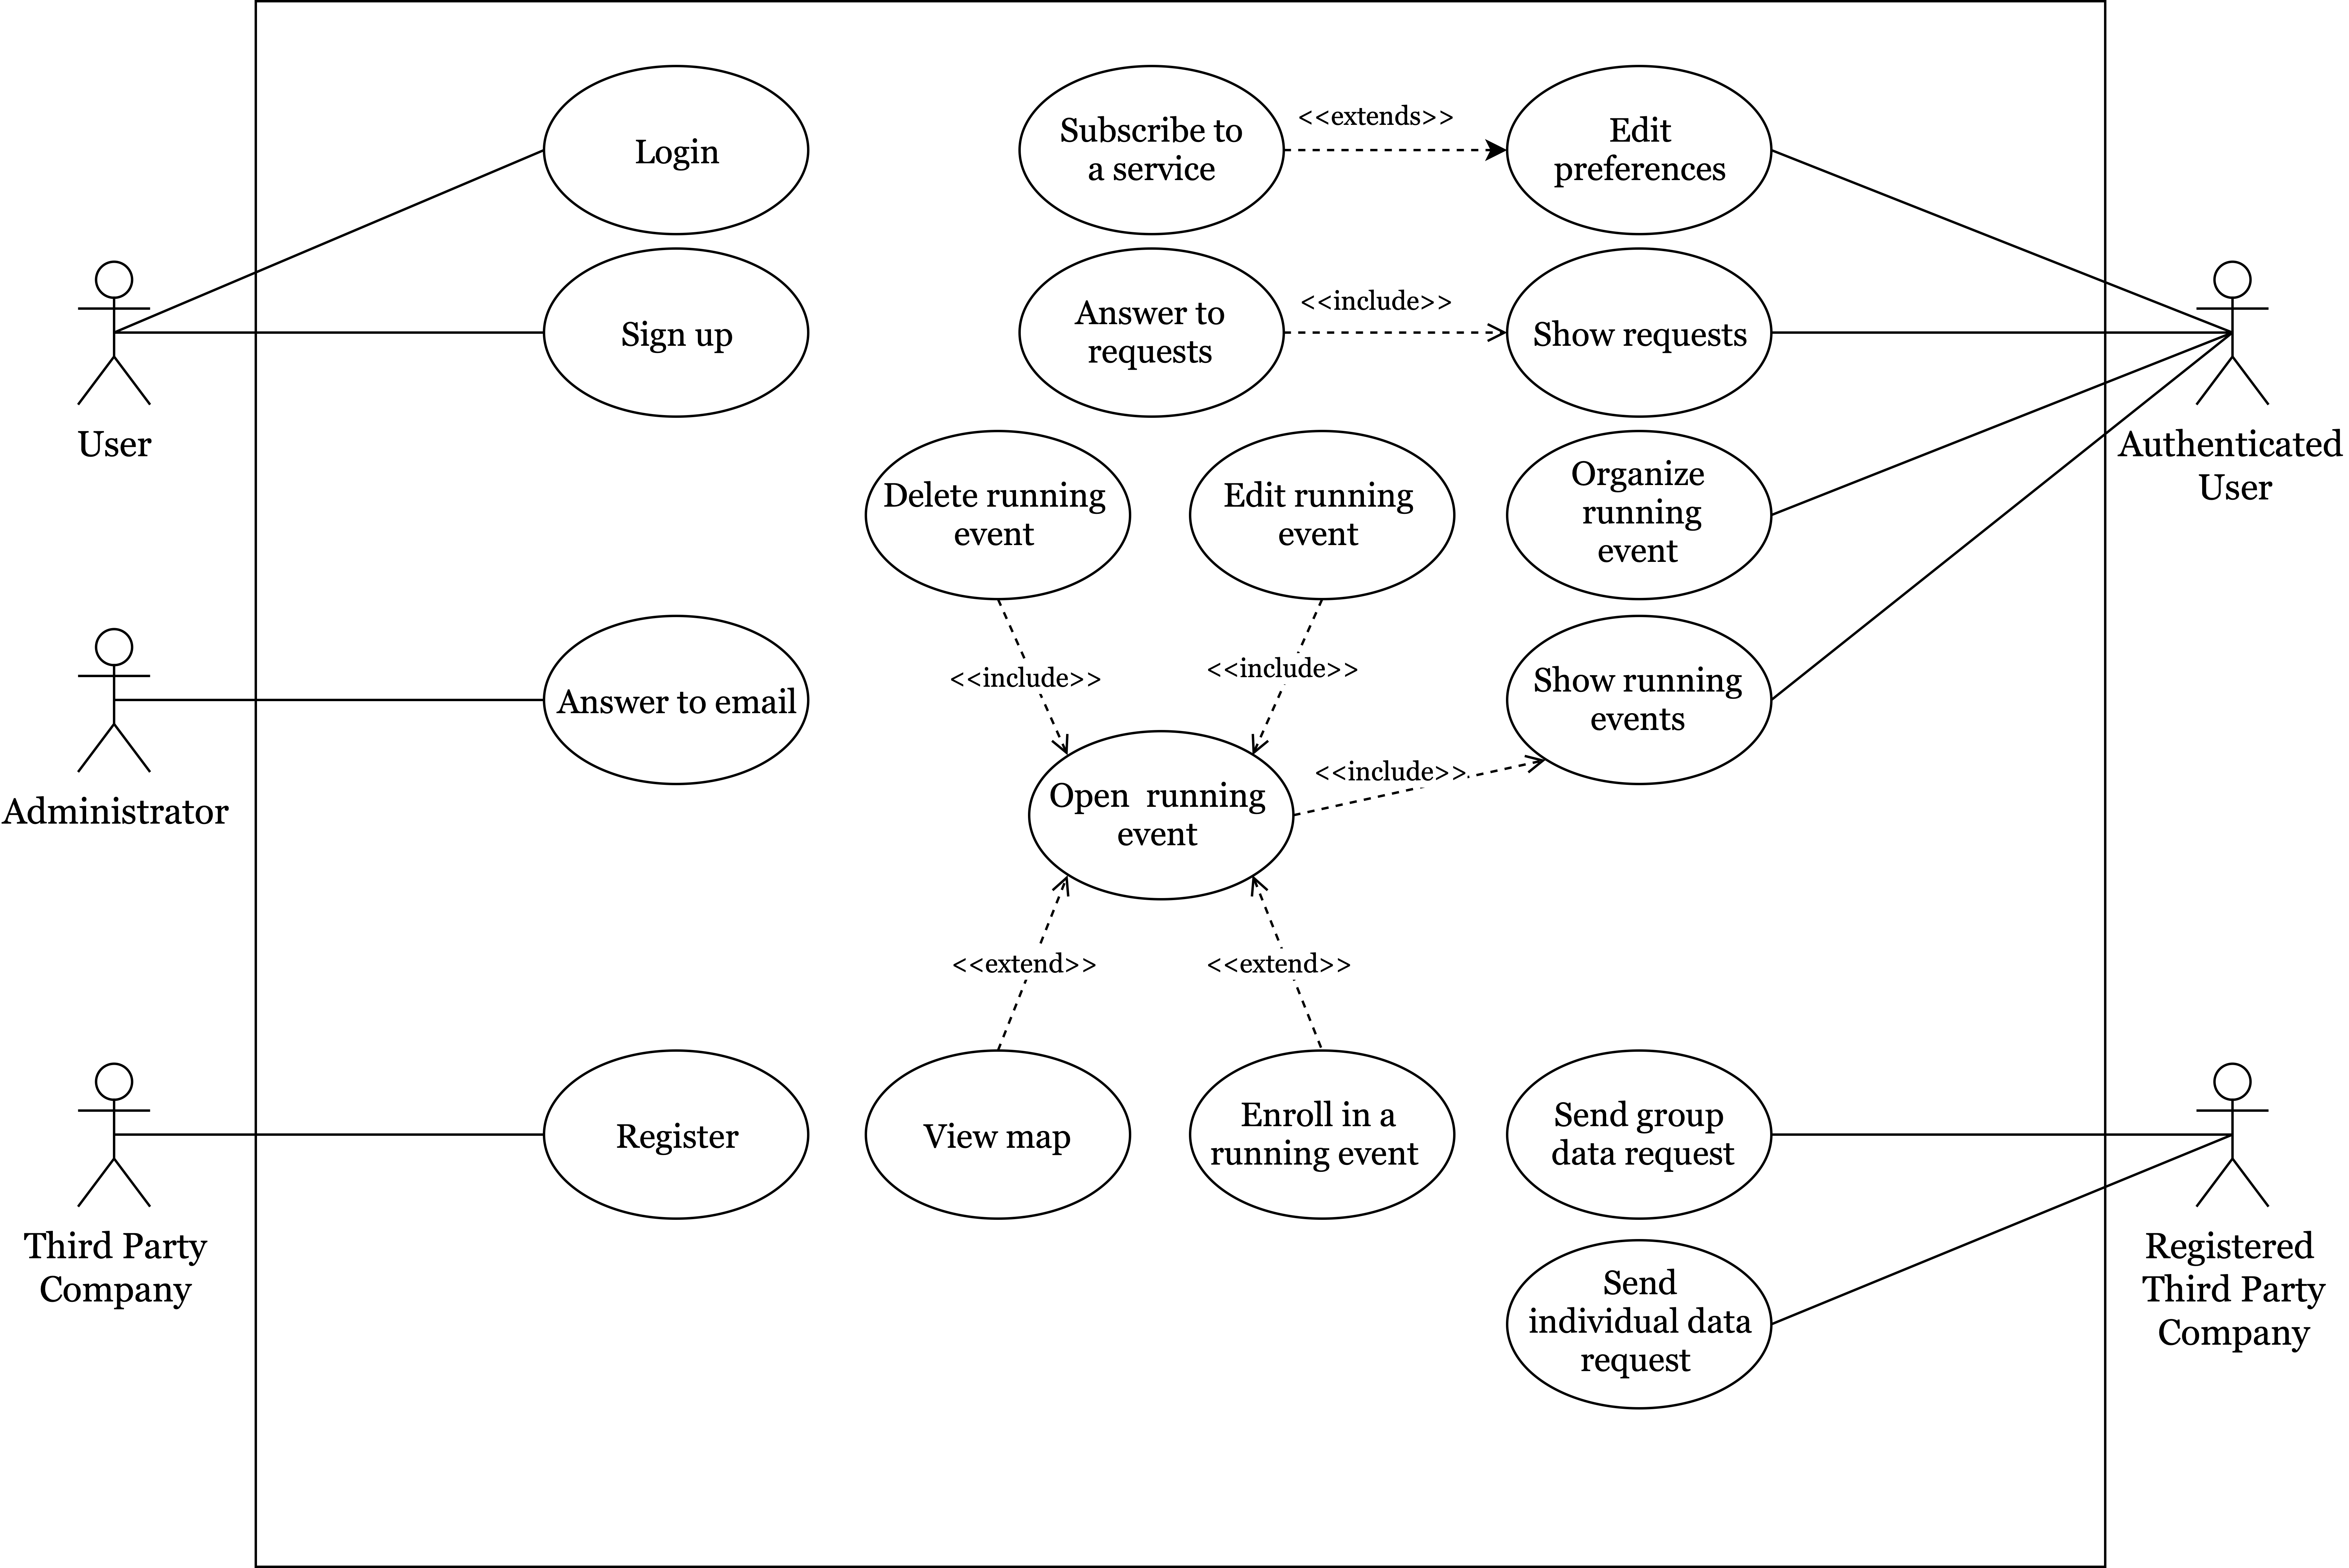 Login
Subscribe to
a service
<<extends>>
Edit
preferences
Sign up
Answer to
requests
<<include>>
Show requests
User
Authenticated
User
Delete running
event
Edit running
event
Organize
running
event
<<include>>
<<include>>
Answer to email
Show running
events
Administrator
Open  running
event
<<include>>
<<extend>>
<<extend>>
Register
View map
Enroll in a
running event
Send group
data request
Third Party
Company
Send
individual data
request
Registered
Third Party
Company